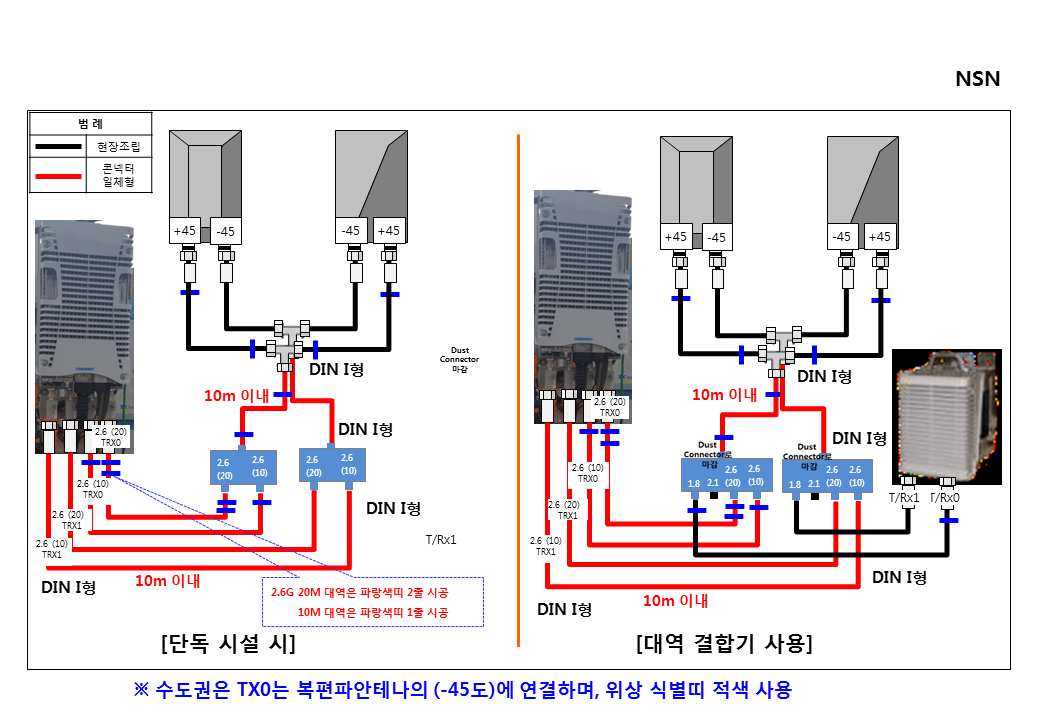 NSN
범 례
현장조립
콘넥터
일체형
+45
-45
-45
+45
DIN I형
10m 이내
DIN I형
Dust
Connector
마감
2.6 (20)
TRX0
2.6 (10)
TRX0
2.6 (20)
TRX1
2.6 (10)
TRX1
2.6
(20)
2.6
(10)
2.6
(20)
2.6
(10)
DIN I형
T/Rx1
DIN I형
10m 이내
2.6G 20M 대역은 파랑색띠 2줄 시공
10M 대역은 파랑색띠 1줄 시공
[단독 시설 시]
+45
-45
-45
+45
DIN I형
10m 이내
DIN I형
2.6 (20)
TRX0
2.6 (10)
TRX0
2.6 (20)
TRX1
2.6 (10)
TRX1
Dust
Connector로
마감
1.8 2.1
2.6
(20)
2.6
(10)
Dust
Connector로
마감
1.8 2.1
2.6
(20)
2.6
(10)
T/Rx1
T/Rx0
DIN I형
10m 이내
DIN I형
[대역 결합기 사용]
※ 수도권은 TX0는 복편파안테나의 (-45도)에 연결하며, 위상 식별띠 적색 사용